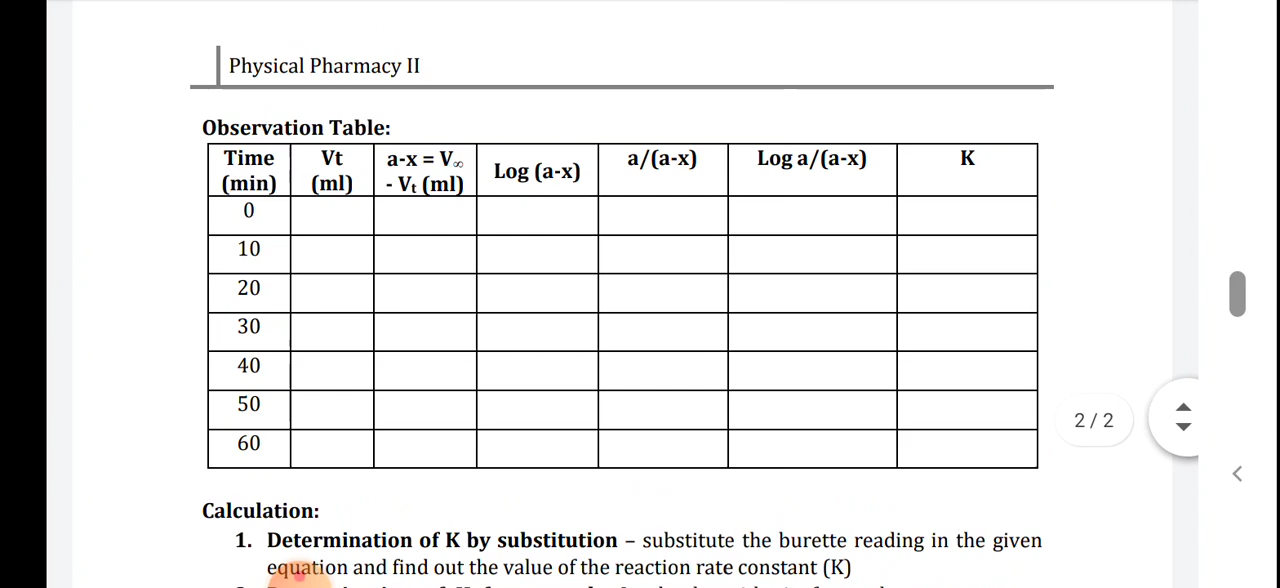 Physical Pharmacy II
Observation Table:
Time (min) Vt (ml) a-x = V∞ - Vt (ml) Log (a-x) a/(a-x) Log a/(a-x) K
0
10
20
30
40
50
60
2 / 2
Calculation:
1. Determination of K by substitution – substitute the burette reading in the given
equation and find out the value of the reaction rate constant (K)